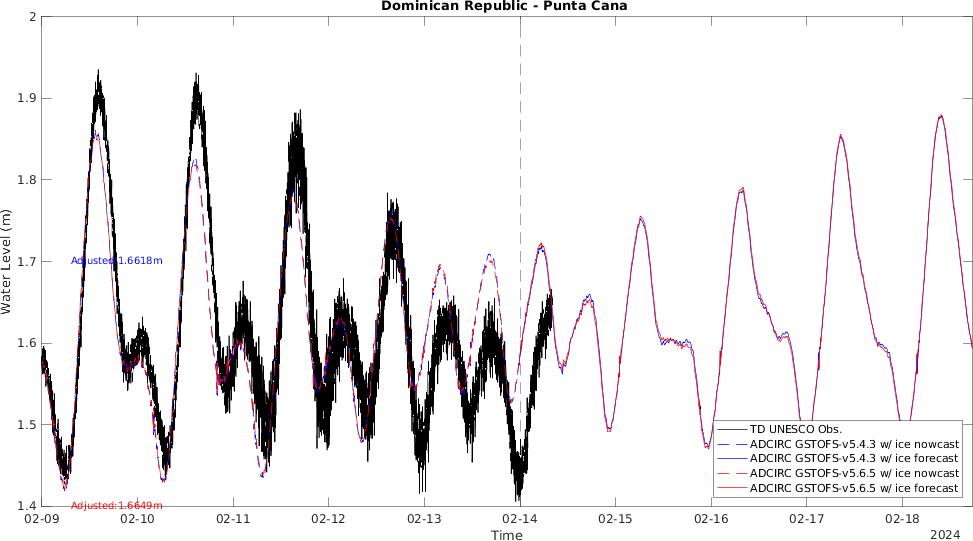 Dominican Republic - Punta Cana
2
1.9
1.8
1.7
1.6
1.5
1.4
Water Level (m)
Adjusted:1.6618m
Adjusted:1.6649m
TD UNESCO Obs.
ADCIRC GSTOFS-v5.4.3 w/ ice nowcast
ADCIRC GSTOFS-v5.4.3 w/ ice forecast
ADCIRC GSTOFS-v5.6.5 w/ ice nowcast
ADCIRC GSTOFS-v5.6.5 w/ ice forecast
02-09 02-10 02-11 02-12 02-13 02-14 02-15 02-16 02-17 02-18
Time
2024